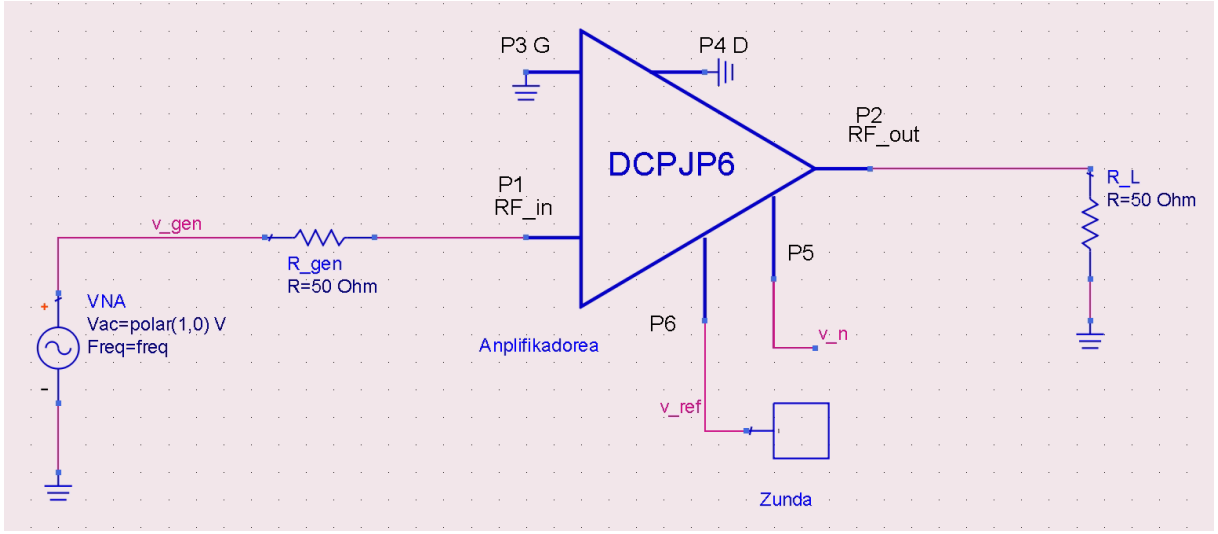 P3 G
P4 D
DCPJP6
P2
RF_out
P1
RF_in
R_L
R=50 Ohm
v_gen
R_gen
R=50 Ohm
P5
VNA
Vac=polar(1,0) V
Freq=freq
+
-
P6
Anplifikadorea
v_n
v_ref
Zunda